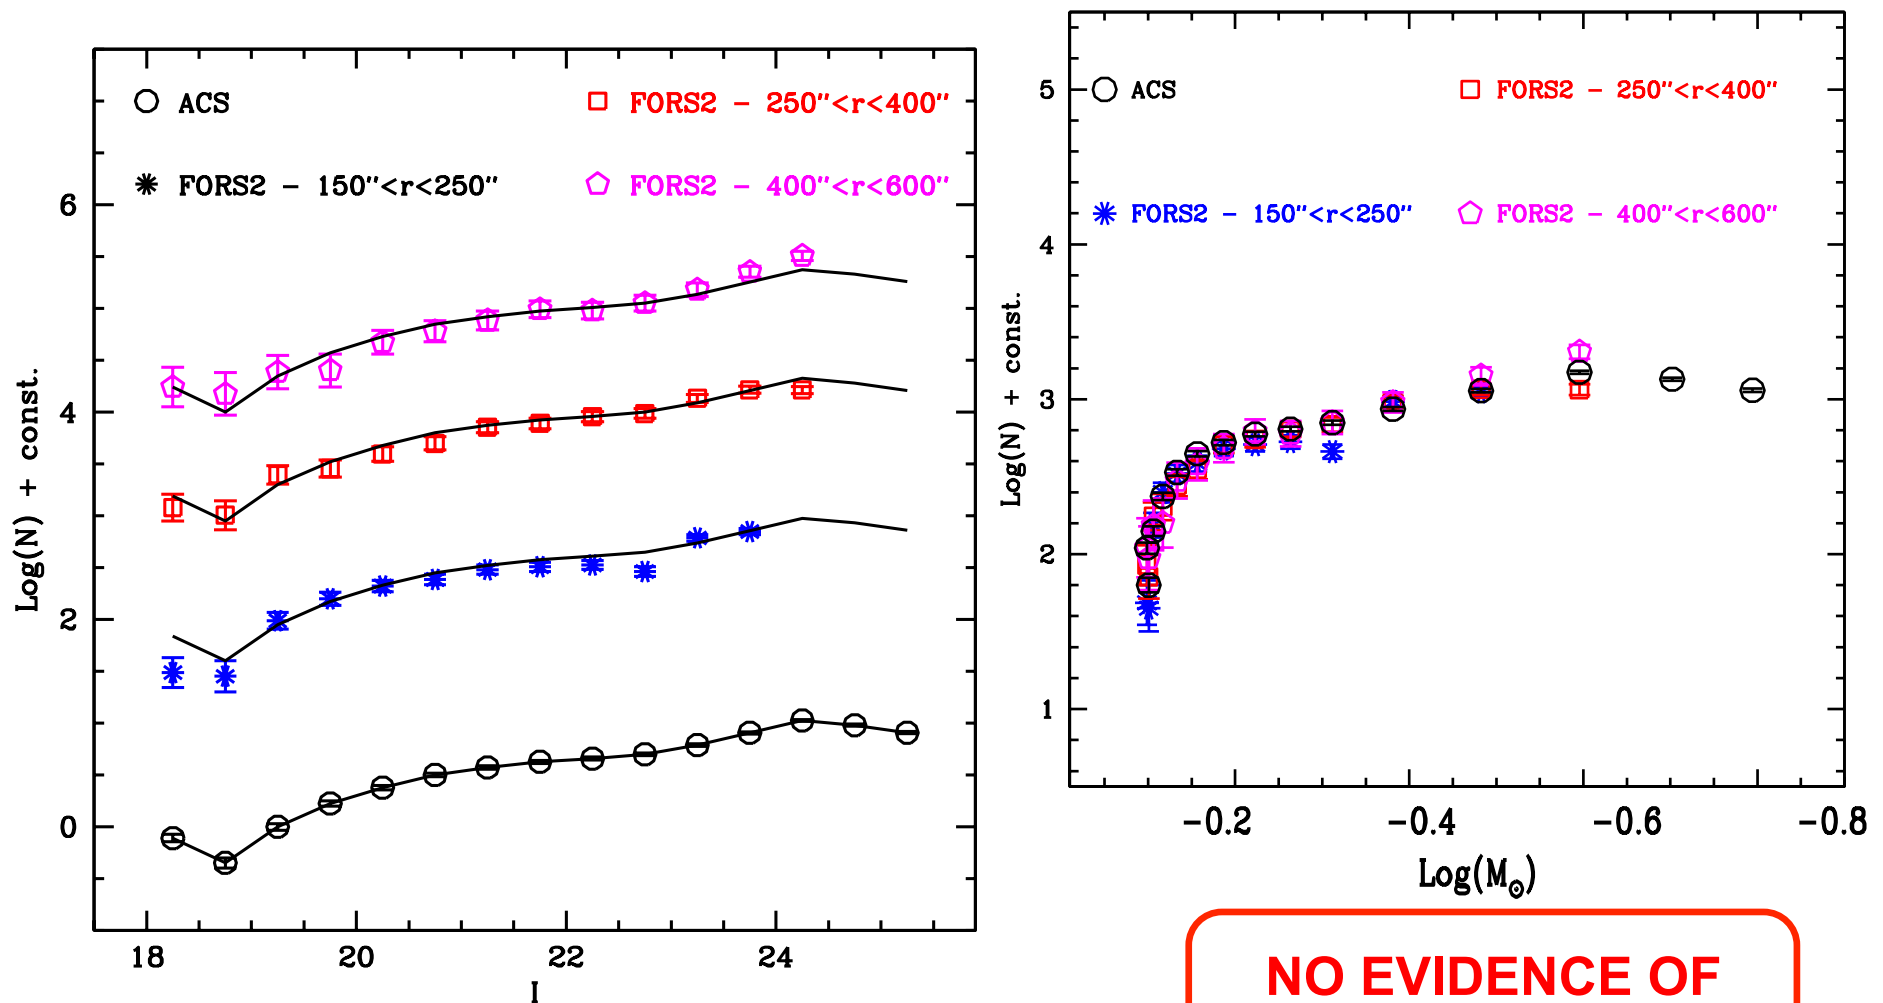 ACS
FORS2 - 250"<r<400"
FORS2 - 150"<r<250"
FORS2 - 400"<r<600"
6
4
2
0
Log(N) + const.
18 20 22 24
I
5
4
3
2
1
ACS
FORS2 - 250"<r<400"
FORS2 - 150"<r<250"
FORS2 - 400"<r<600"
Log(N) + const.
-0.2 -0.4 -0.6 -0.8
Log(M⊙)
NO EVIDENCE OF